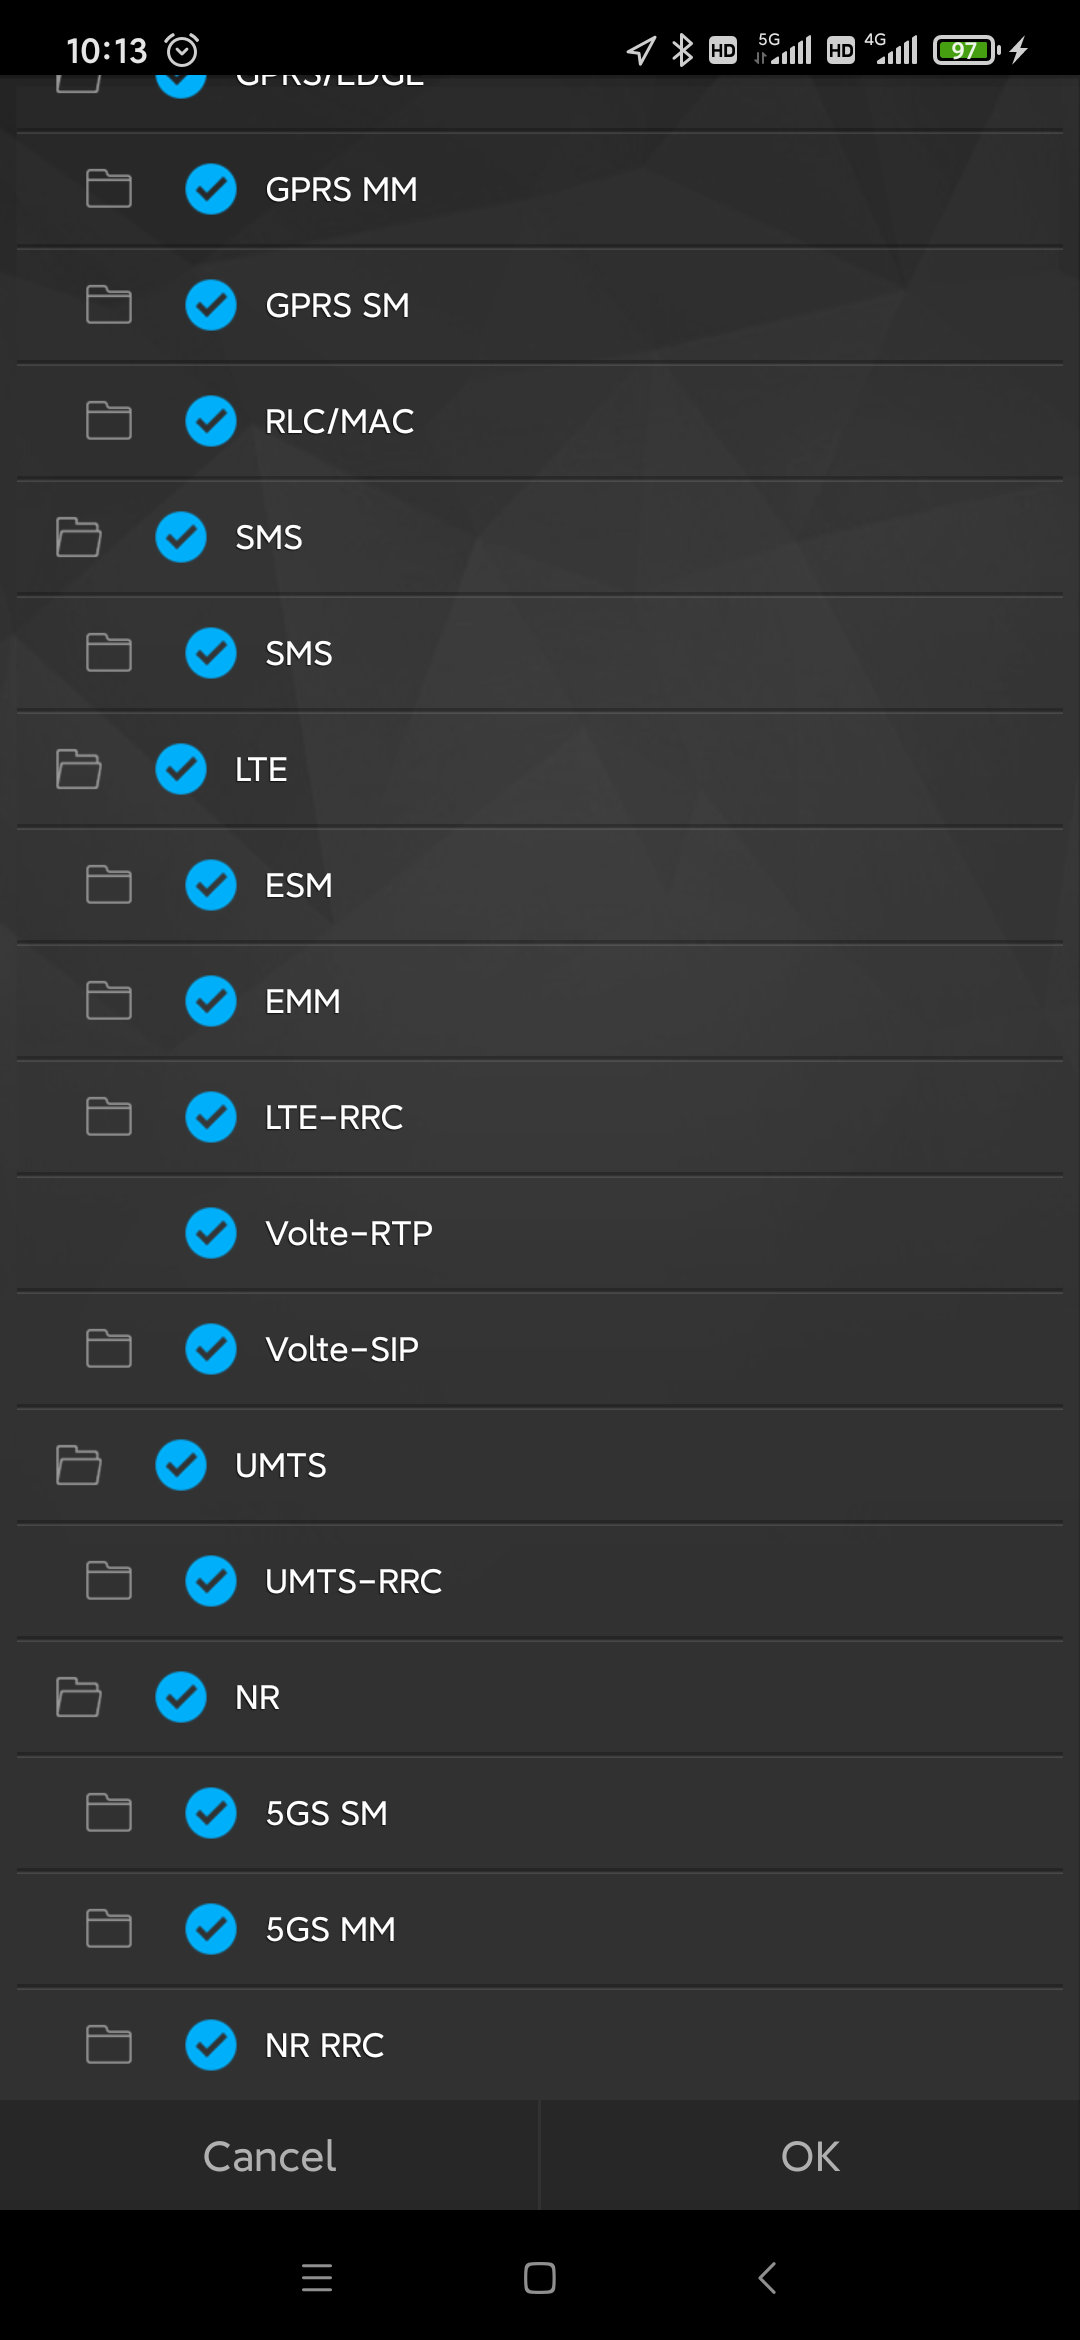 10:13 HD 5G HD 4G 97
GPRS/EDGE
GPRS MM
GPRS SM
RLC/MAC
SMS
SMS
LTE
ESM
EMM
LTE-RRC
Volte-RTP
Volte-SIP
UMTS
UMTS-RRC
NR
5GS SM
5GS MM
NR RRC
Cancel OK